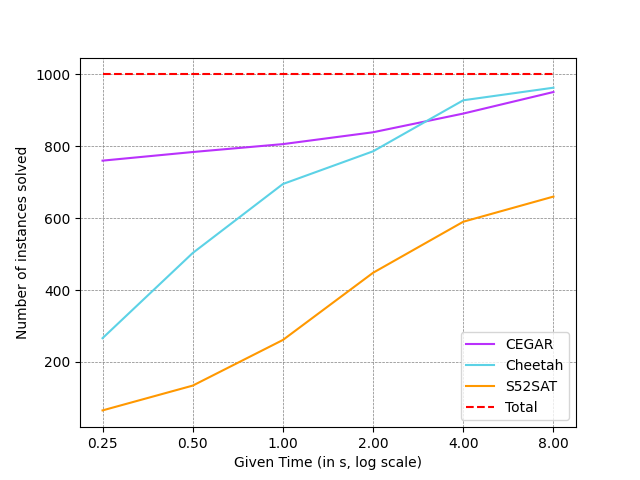 1000
800
600
400
200
Number of instances solved
CEGAR
Cheetah
S52SAT
Total
0.25 0.50 1.00 2.00 4.00 8.00
Given Time (in s, log scale)